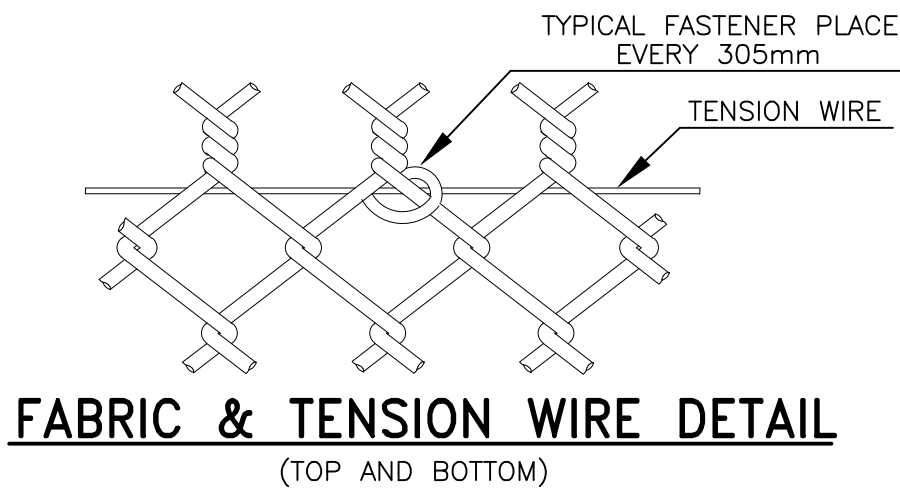 TYPICAL FASTENER PLACE
EVERY 305mm
TENSION WIRE
FABRIC & TENSION WIRE DETAIL
(TOP AND BOTTOM)